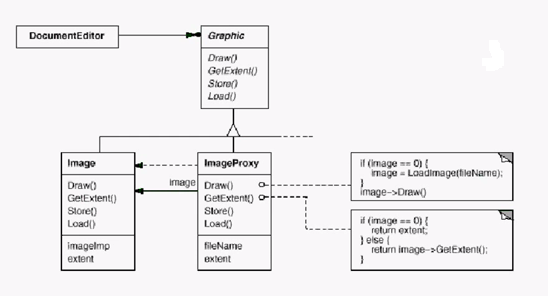 DocumentEditor
Graphic
Draw()
GetExtent()
Store()
Load()
Image
Draw()
GetExtent()
Store()
Load()
imageImp
extent
image
ImageProxy
Draw()
GetExtent()
Store()
Load()
fileName
extent
if (image == 0) {
image = LoadImage(fileName);
}
image->Draw()
if (image == 0) {
return extent;
} else {
return image->GetExtent();
}